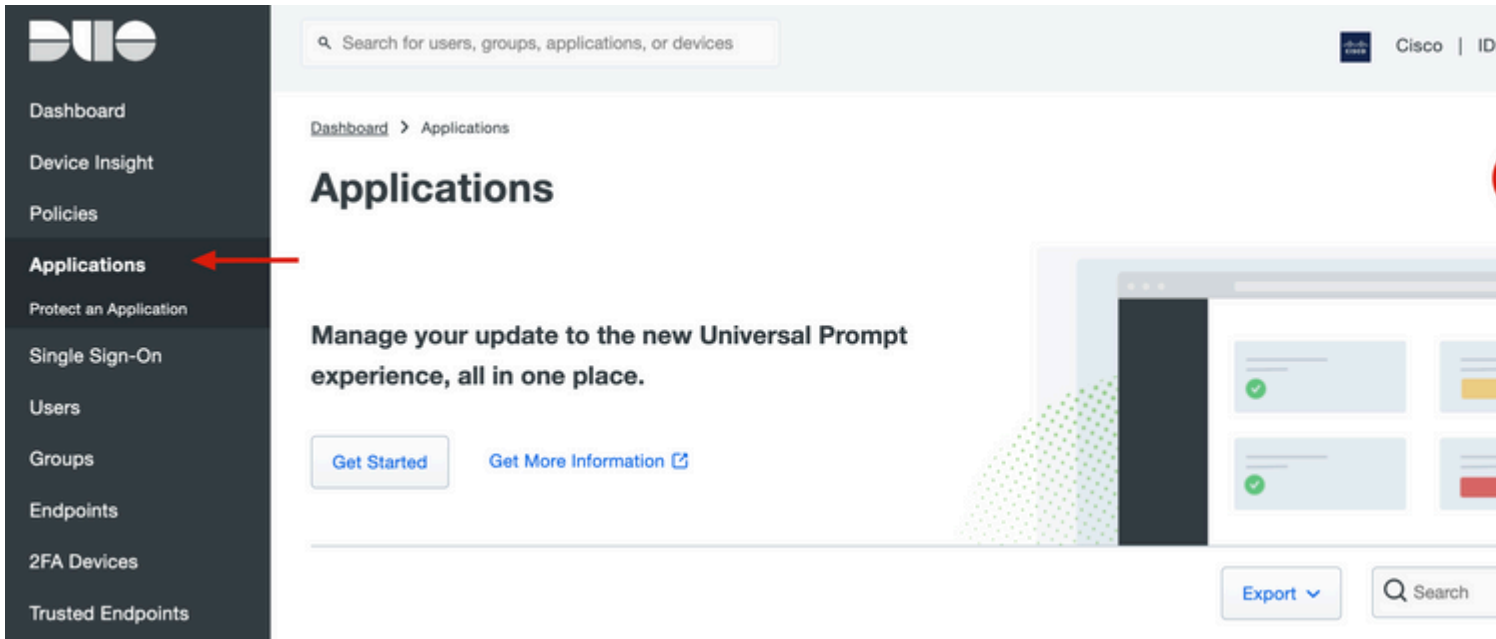 DUO
Search for users, groups, applications, or devices
CISCO
Cisco | ID
Dashboard
Device Insight
Policies
Applications
Protect an Application
Single Sign-On
Users
Groups
Endpoints
2FA Devices
Trusted Endpoints
Dashboard > Applications
Applications
Manage your update to the new Universal Prompt
experience, all in one place.
Get Started
Get More Information
Export
Search